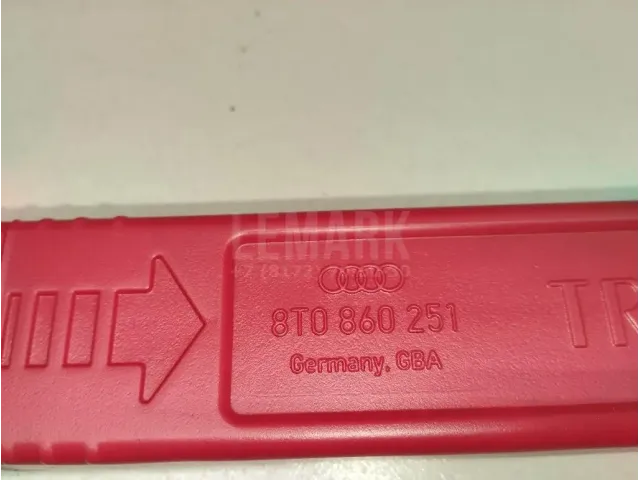 LEMARK
8T0 860 251
Germany, GBA
TR